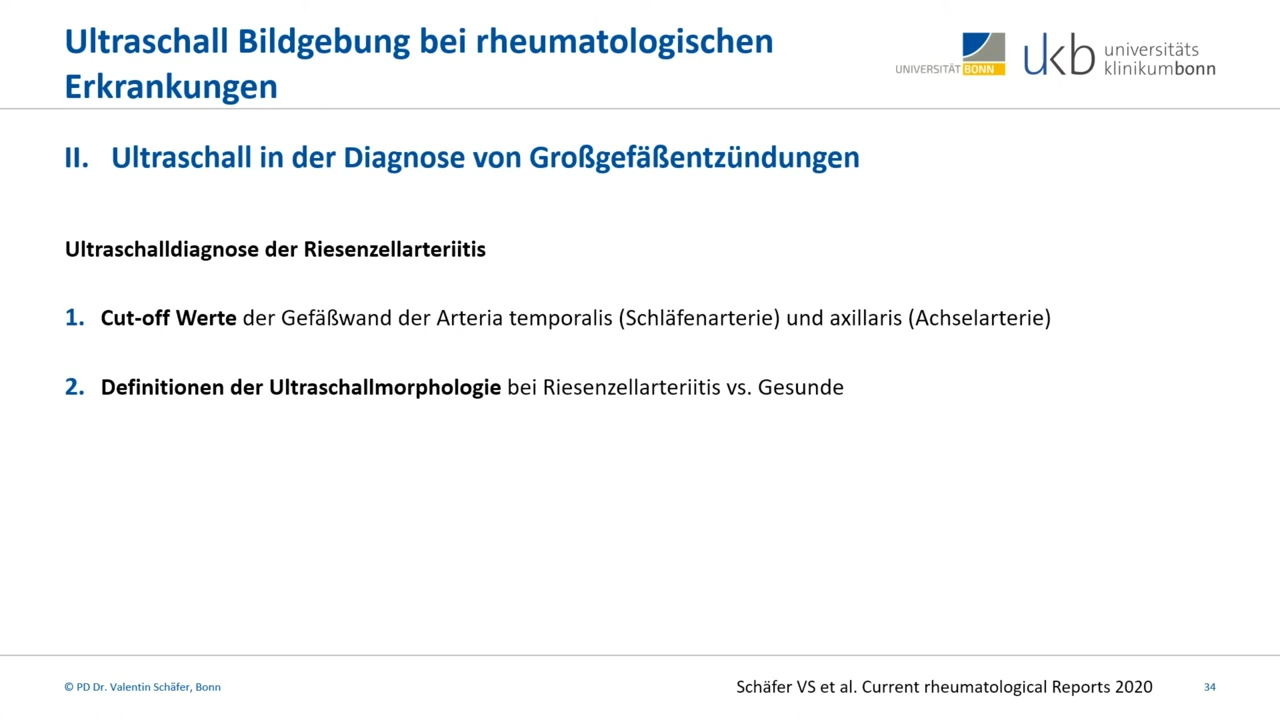 Ultraschall Bildgebung bei rheumatologischen
Erkrankungen
UNIVERSITÄT BONN
ukb universitäts
klinikumbonn
II. Ultraschall in der Diagnose von Großgefäßentzündungen
Ultraschalldiagnose der Riesenzellarteriitis
1. Cut-off Werte der Gefäßwand der Arteria temporalis (Schläfenarterie) und axillaris (Achselarterie)
2. Definitionen der Ultraschallmorphologie bei Riesenzellarteriitis vs. Gesunde
© PD Dr. Valentin Schäfer, Bonn
Schäfer VS et al. Current rheumatological Reports 2020
34